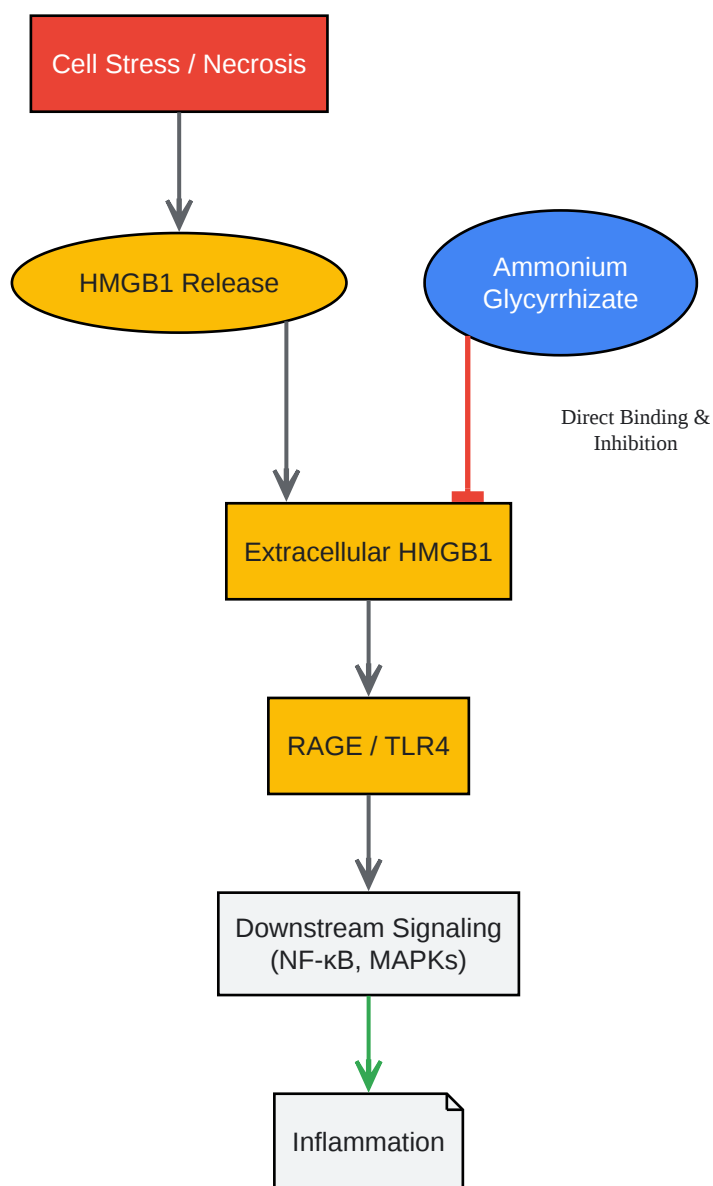 Cell Stress / Necrosis
HMGB1 Release
Ammonium
Glycyrrhizate
Direct Binding &
Inhibition
Extracellular HMGB1
RAGE / TLR4
Downstream Signaling
(NF-κB, MAPKs)
Inflammation